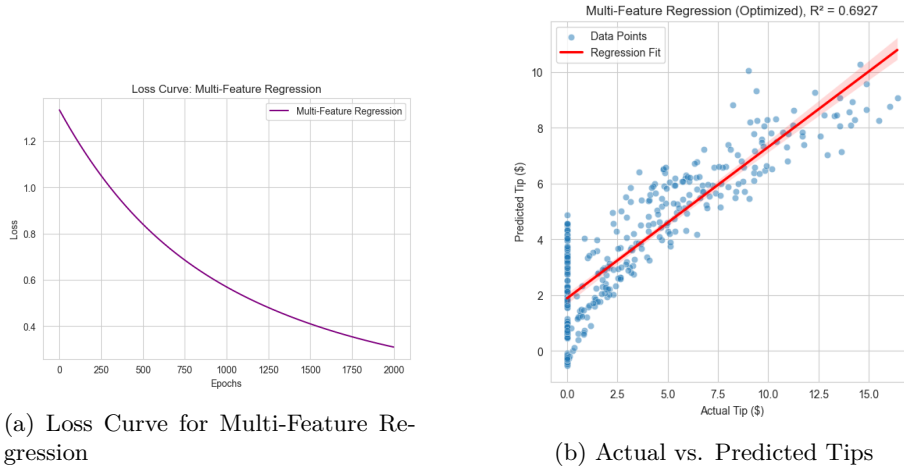 Loss Curve: Multi-Feature Regression
Multi-Feature Regression
1.2
1.0
0.8
0.6
0.4
Loss
0
250
500
750
1000
1250
1500
1750
2000
Epochs
(a) Loss Curve for Multi-Feature Re-
gression
Multi-Feature Regression (Optimized), R² = 0.6927
Data Points
Regression Fit
10
8
6
4
2
0
Predicted Tip ($)
0.0
2.5
5.0
7.5
10.0
12.5
15.0
Actual Tip ($)
(b) Actual vs. Predicted Tips